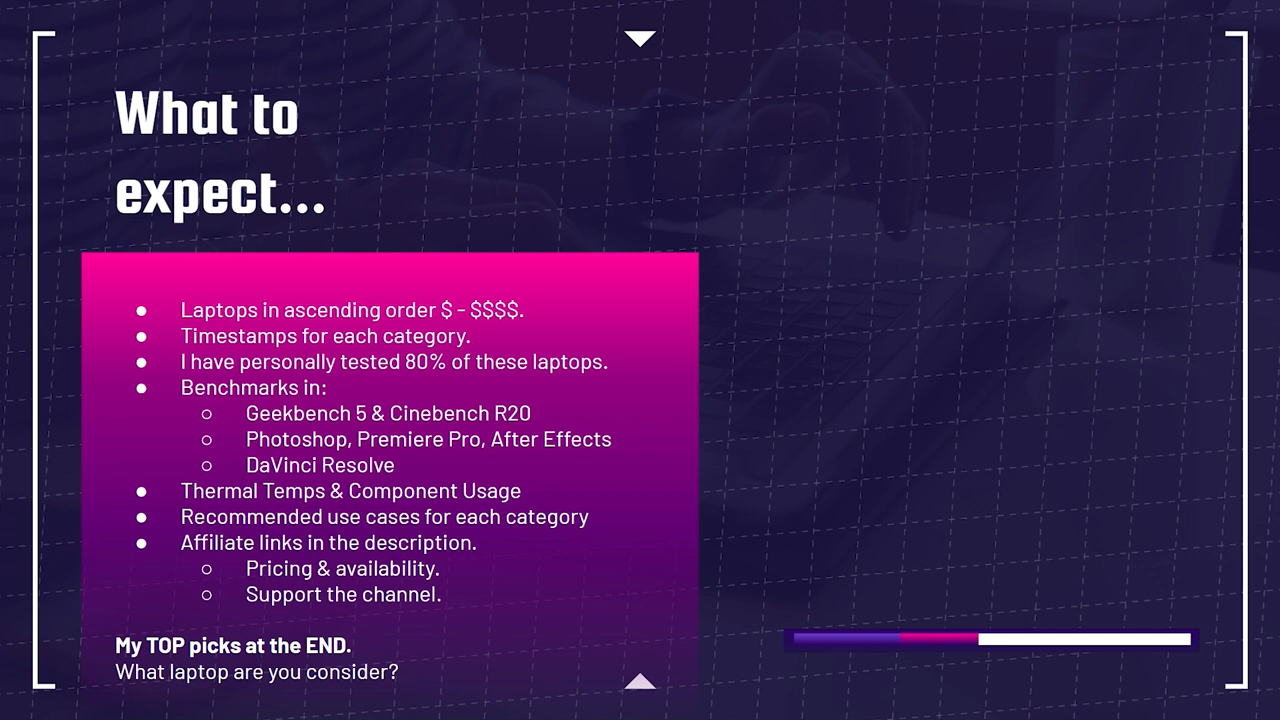 What to
expect...
● Laptops in ascending order $ - $$$$.
● Timestamps for each category.
● I have personally tested 80% of these laptops.
● Benchmarks in:
○ Geekbench 5 & Cinebench R20
○ Photoshop, Premiere Pro, After Effects
○ DaVinci Resolve
● Thermal Temps & Component Usage
● Recommended use cases for each category
● Affiliate links in the description.
○ Pricing & availability.
○ Support the channel.
My TOP picks at the END.
What laptop are you consider?